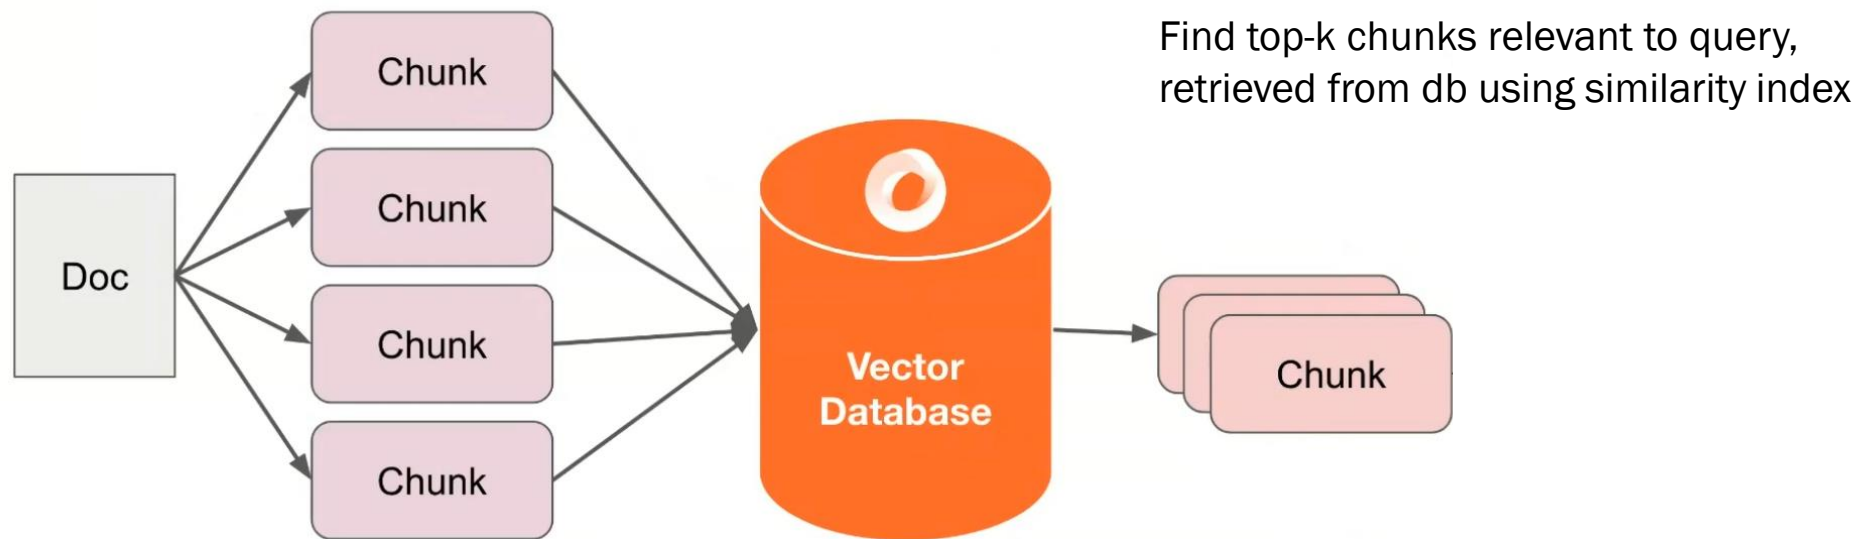 Find top-k chunks relevant to query,
retrieved from db using similarity index
Doc
Chunk
Chunk
Chunk
Chunk
Vector
Database
Chunk